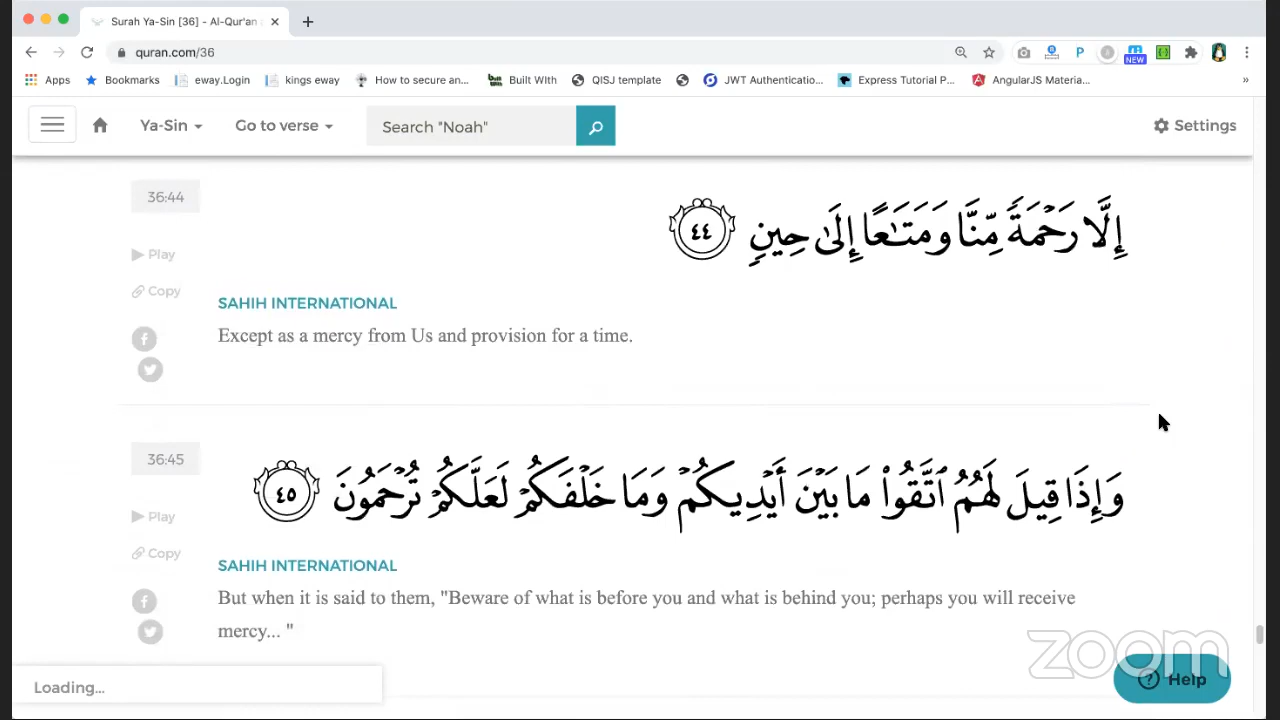 Surah Ya-Sin [36] - Al-Qur'an
quran.com/36
Apps Bookmarks eway.Login kings eway How to secure an... Built WIth QISJ template JWT Authenticatio... Express Tutorial P... AngularJS Materia... »
NEW
Ya-Sin Go to verse Search "Noah" Settings
36:44
إِلَّا رَحْمَةً مِّنَّا وَمَتَـٰعًا إِلَىٰ حِينٍ ٤٤
Play
Copy
SAHIH INTERNATIONAL
Except as a mercy from Us and provision for a time.
36:45
وَإِذَا قِيلَ لَهُمُ ٱتَّقُوا۟ مَا بَيْنَ أَيْدِيكُمْ وَمَا خَلْفَكُمْ لَعَلَّكُمْ تُرْحَمُونَ ٤٥
Play
Copy
SAHIH INTERNATIONAL
But when it is said to them, "Beware of what is before you and what is behind you; perhaps you will receive
mercy... "
zoom
Help
Loading...